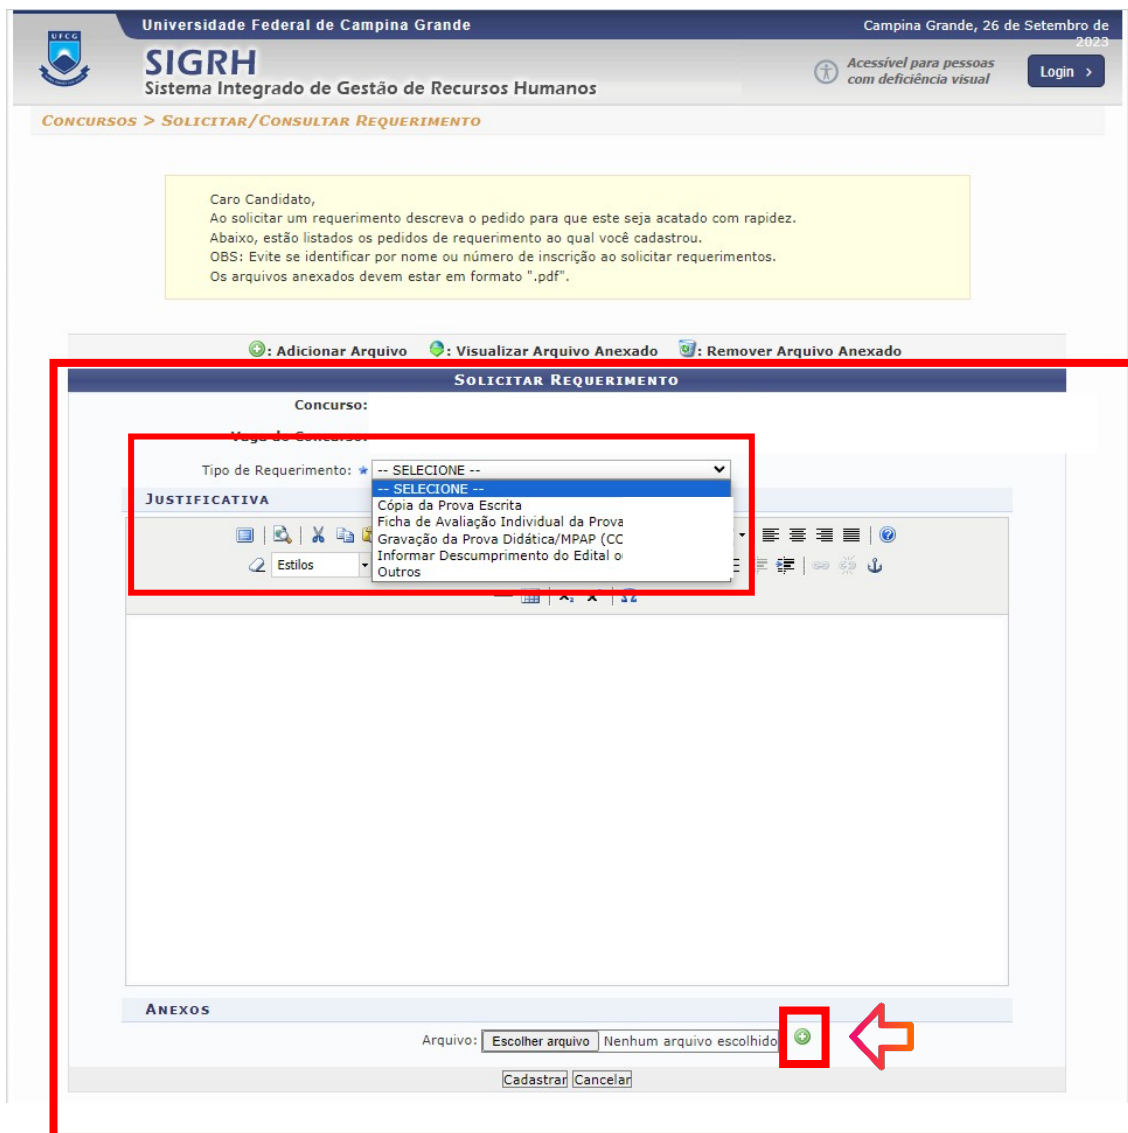 UFCG
Universidade Federal de Campina Grande
Campina Grande, 26 de Setembro de
2023
SIGRH
Sistema Integrado de Gestão de Recursos Humanos
Acessível para pessoas
com deficiência visual
Login >
Concursos > Solicitar/Consultar Requerimento
Caro Candidato,
Ao solicitar um requerimento descreva o pedido para que este seja acatado com rapidez.
Abaixo, estão listados os pedidos de requerimento ao qual você cadastrou.
OBS: Evite se identificar por nome ou número de inscrição ao solicitar requerimentos.
Os arquivos anexados devem estar em formato ".pdf".
: Adicionar Arquivo : Visualizar Arquivo Anexado : Remover Arquivo Anexado
Solicitar Requerimento
Concurso:
Vaga do Concurso:
Tipo de Requerimento: -- SELECIONE --
-- SELECIONE --
Justificativa
Cópia da Prova Escrita
Ficha de Avaliação Individual da Prova
Gravação da Prova Didática/MPAP (CC
Informar Descumprimento do Edital o
Estilos
Outros
Anexos
Arquivo: Escolher arquivo Nenhum arquivo escolhido
Cadastrar Cancelar